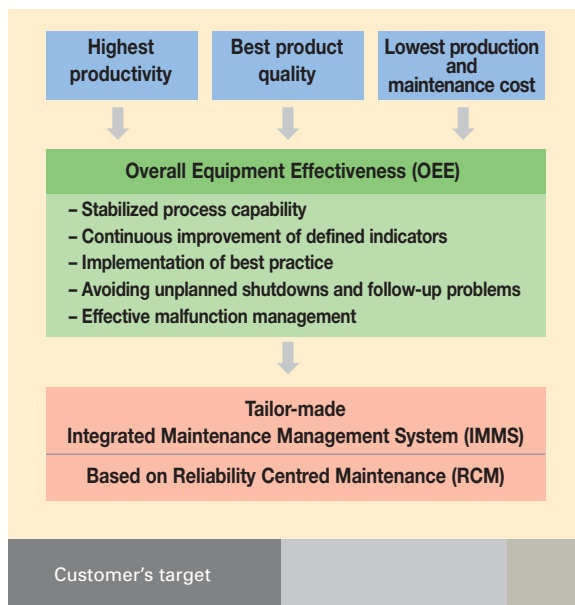 Highest
productivity
Best product
quality
Lowest production
and
maintenance cost
Overall Equipment Effectiveness (OEE)
– Stabilized process capability
– Continuous improvement of defined indicators
– Implementation of best practice
– Avoiding unplanned shutdowns and follow-up problems
– Effective malfunction management
Tailor-made
Integrated Maintenance Management System (IMMS)
Based on Reliability Centred Maintenance (RCM)
Customer’s target